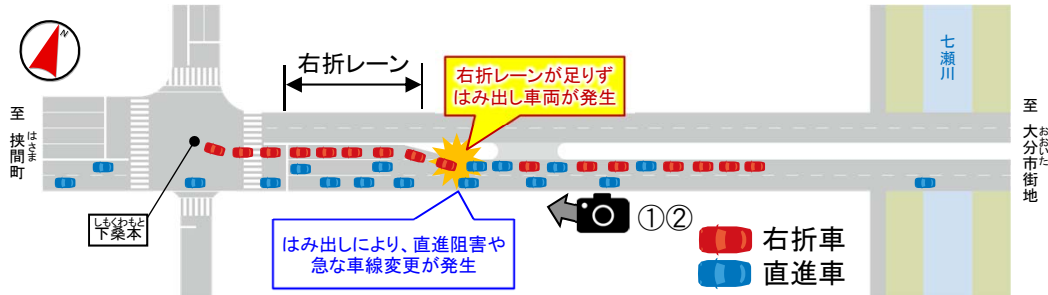 N
右折レーン
右折レーンが足りず
はみ出し車両が発生
七瀬川
至 挟間町
はさま
至 大分市街地
おおいた
しもくわもと
下桑本
はみ出しにより、直進阻害や
急な車線変更が発生
①②
右折車
直進車